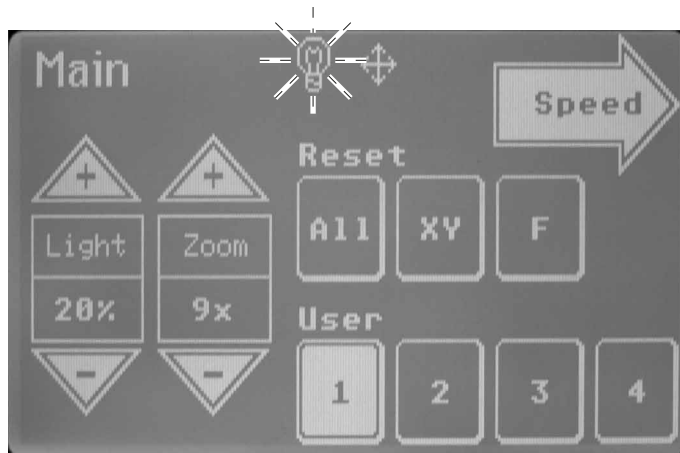 Main
Speed
Reset
All XY F
+ +
Light Zoom
20% 9x
- -
User
1 2 3 4